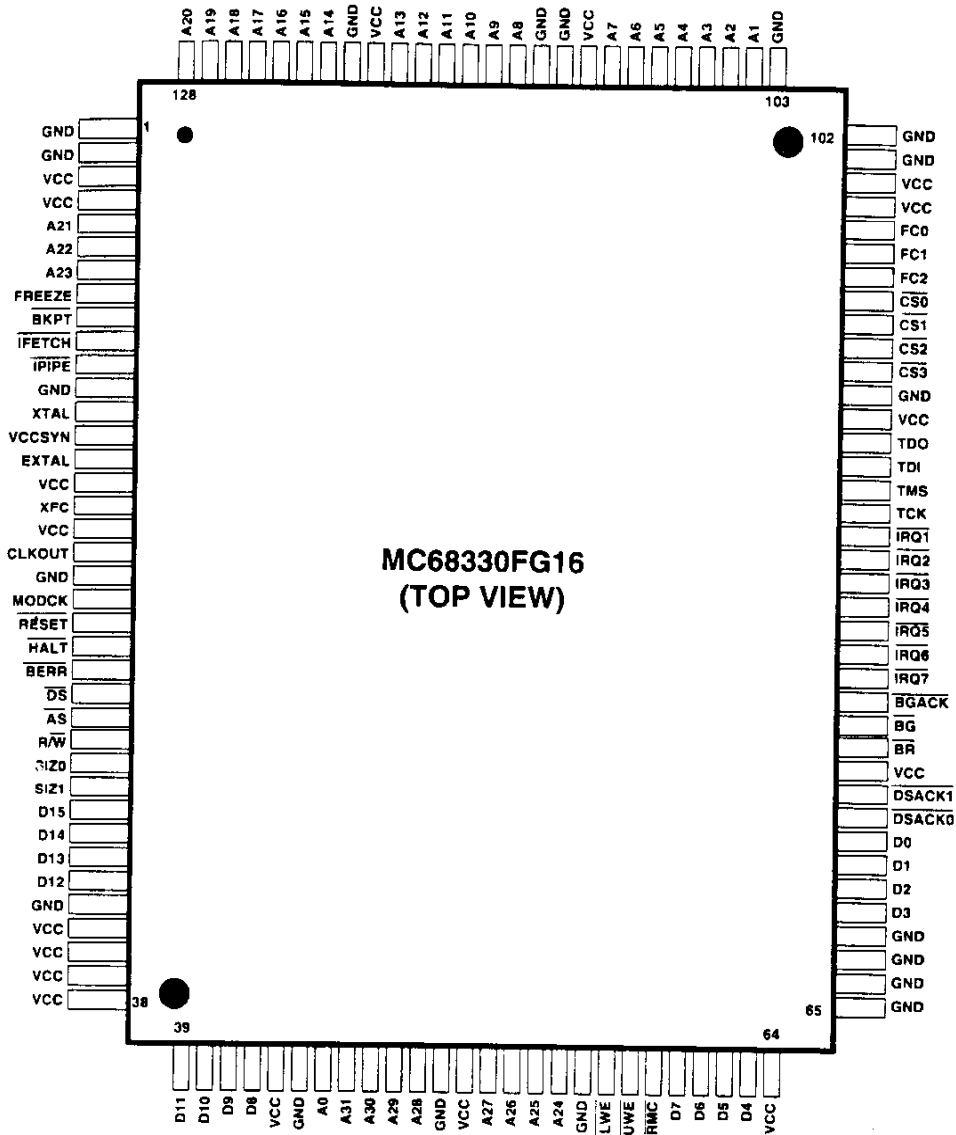 A20 A19 A18 A17 A16 A15 A14 GND VCC A13 A12 A11 A10 A9 A8 GND GND VCC A7 A6 A5 A4 A3 A2 A1 GND
128 103
1 102
GND
GND
VCC
VCC
A21
A22
A23
FREEZE
BKPT
IFETCH
IPIPE
GND
XTAL
VCCSYN
EXTAL
VCC
XFC
VCC
CLKOUT
GND
MODCK
RESET
HALT
BERR
DS
AS
R/W
SIZ0
SIZ1
D15
D14
D13
D12
GND
VCC
VCC
VCC
VCC
MC68330FG16
(TOP VIEW)
GND
GND
VCC
VCC
FC0
FC1
FC2
CS0
CS1
CS2
CS3
GND
VCC
TDO
TDI
TMS
TCK
IRQ1
IRQ2
IRQ3
IRQ4
IRQ5
IRQ6
IRQ7
BGACK
BG
BR
VCC
DSACK1
DSACK0
D0
D1
D2
D3
GND
GND
GND
GND
38 65
39 64
D11 D10 D9 D8 VCC GND A0 A31 A30 A29 A28 GND VCC A27 A26 A25 A24 GND LWE UWE RMC D7 D6 D5 D4 VCC